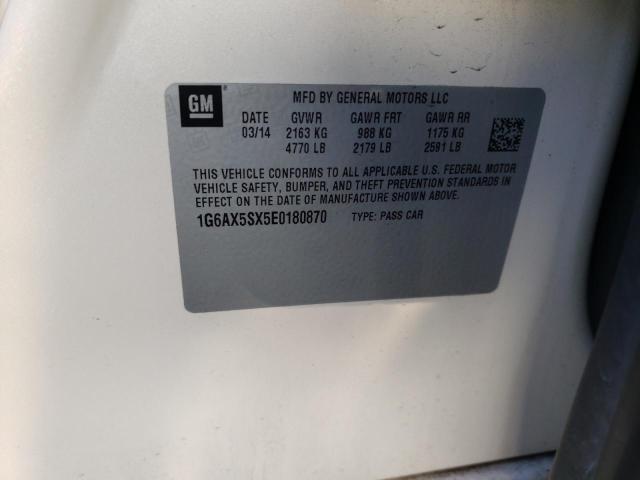 GM
MFD BY GENERAL MOTORS LLC
DATE GVWR GAWR FRT GAWR RR
03/14 2163 KG 988 KG 1175 KG
4770 LB 2179 LB 2591 LB
THIS VEHICLE CONFORMS TO ALL APPLICABLE U.S. FEDERAL MOTOR
VEHICLE SAFETY, BUMPER, AND THEFT PREVENTION STANDARDS IN
EFFECT ON THE DATE OF MANUFACTURE SHOWN ABOVE.
1G6AX5SX5E0180870 TYPE: PASS CAR